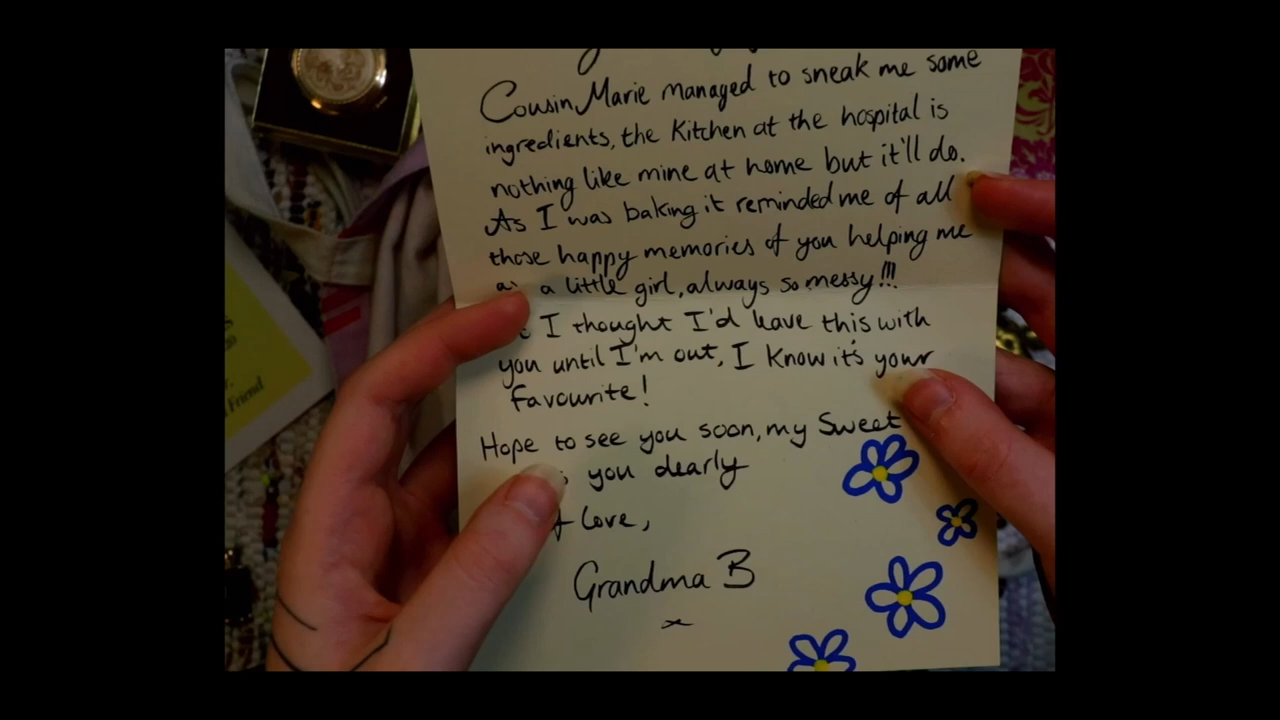 Cousin Marie managed to sneak me some
ingredients, the Kitchen at the hospital is
nothing like mine at home but it'll do.
As I was baking it reminded me of all
those happy memories of you helping me
a little girl, always so messy!!!
I thought I'd leave this with
you until I'm out, I know it's your
favourite!
Hope to see you soon, my Sweet
you dearly
love,
Grandma B
x
Friend